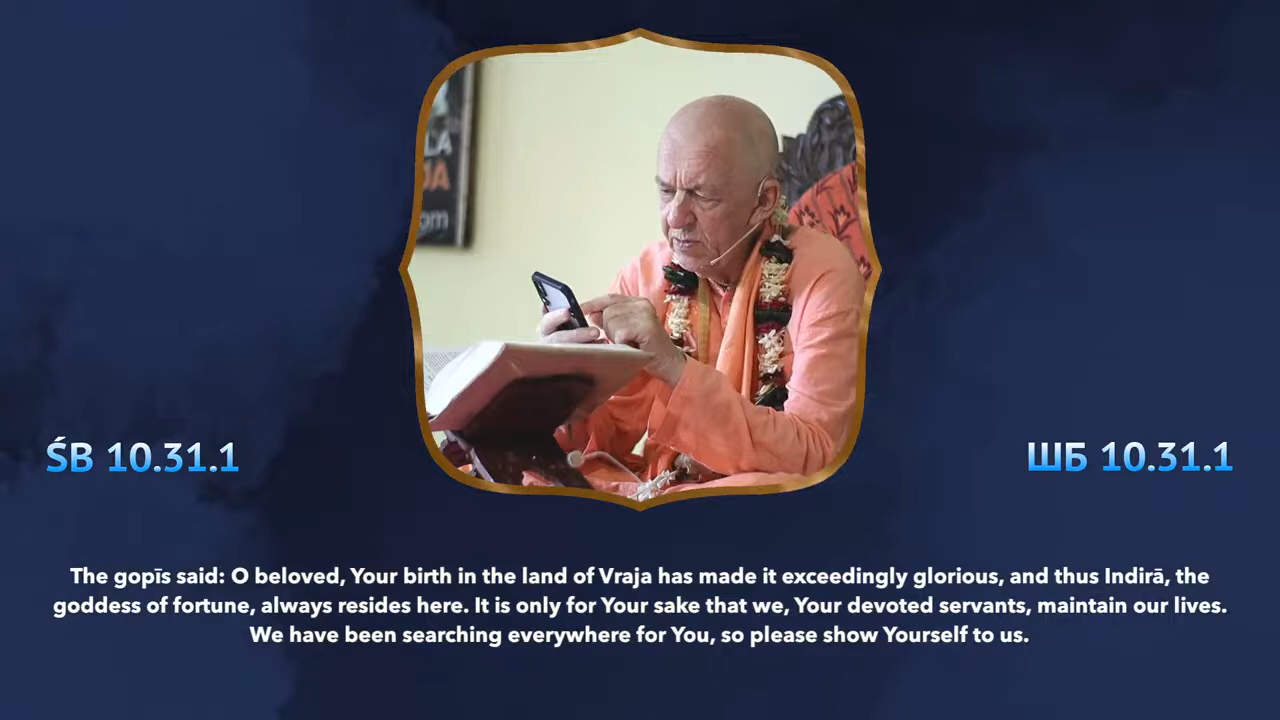 LA
JA
om
ŚB 10.31.1
ШБ 10.31.1
The gopīs said: O beloved, Your birth in the land of Vraja has made it exceedingly glorious, and thus Indirā, the
goddess of fortune, always resides here. It is only for Your sake that we, Your devoted servants, maintain our lives.
We have been searching everywhere for You, so please show Yourself to us.